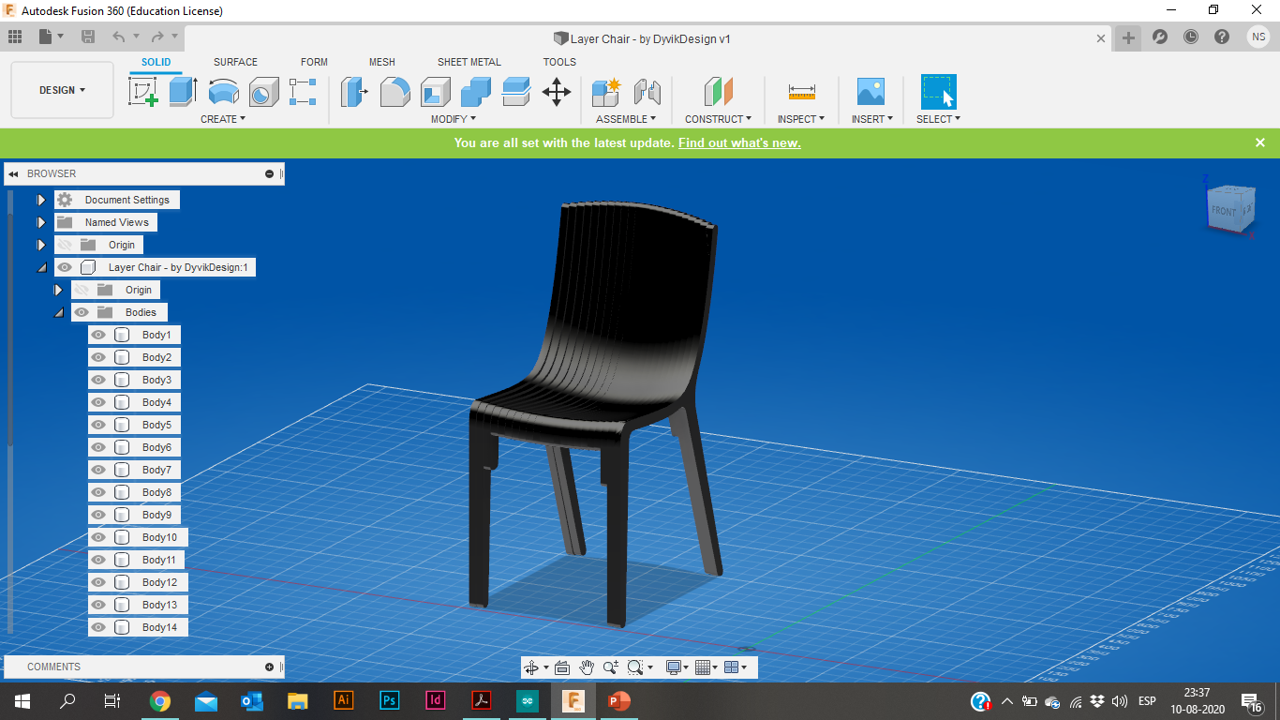 Autodesk Fusion 360 (Education License)
Layer Chair - by DyvikDesign v1
NS
SOLID SURFACE FORM MESH SHEET METAL TOOLS
DESIGN
CREATE MODIFY ASSEMBLE CONSTRUCT INSPECT INSERT SELECT
You are all set with the latest update. Find out what's new.
BROWSER
Document Settings
Named Views
Origin
Layer Chair - by DyvikDesign:1
Origin
Bodies
Body1
Body2
Body3
Body4
Body5
Body6
Body7
Body8
Body9
Body10
Body11
Body12
Body13
Body14
Z
FRONT
X
COMMENTS
Ai Ps Id
ESP
23:37
10-08-2020
16